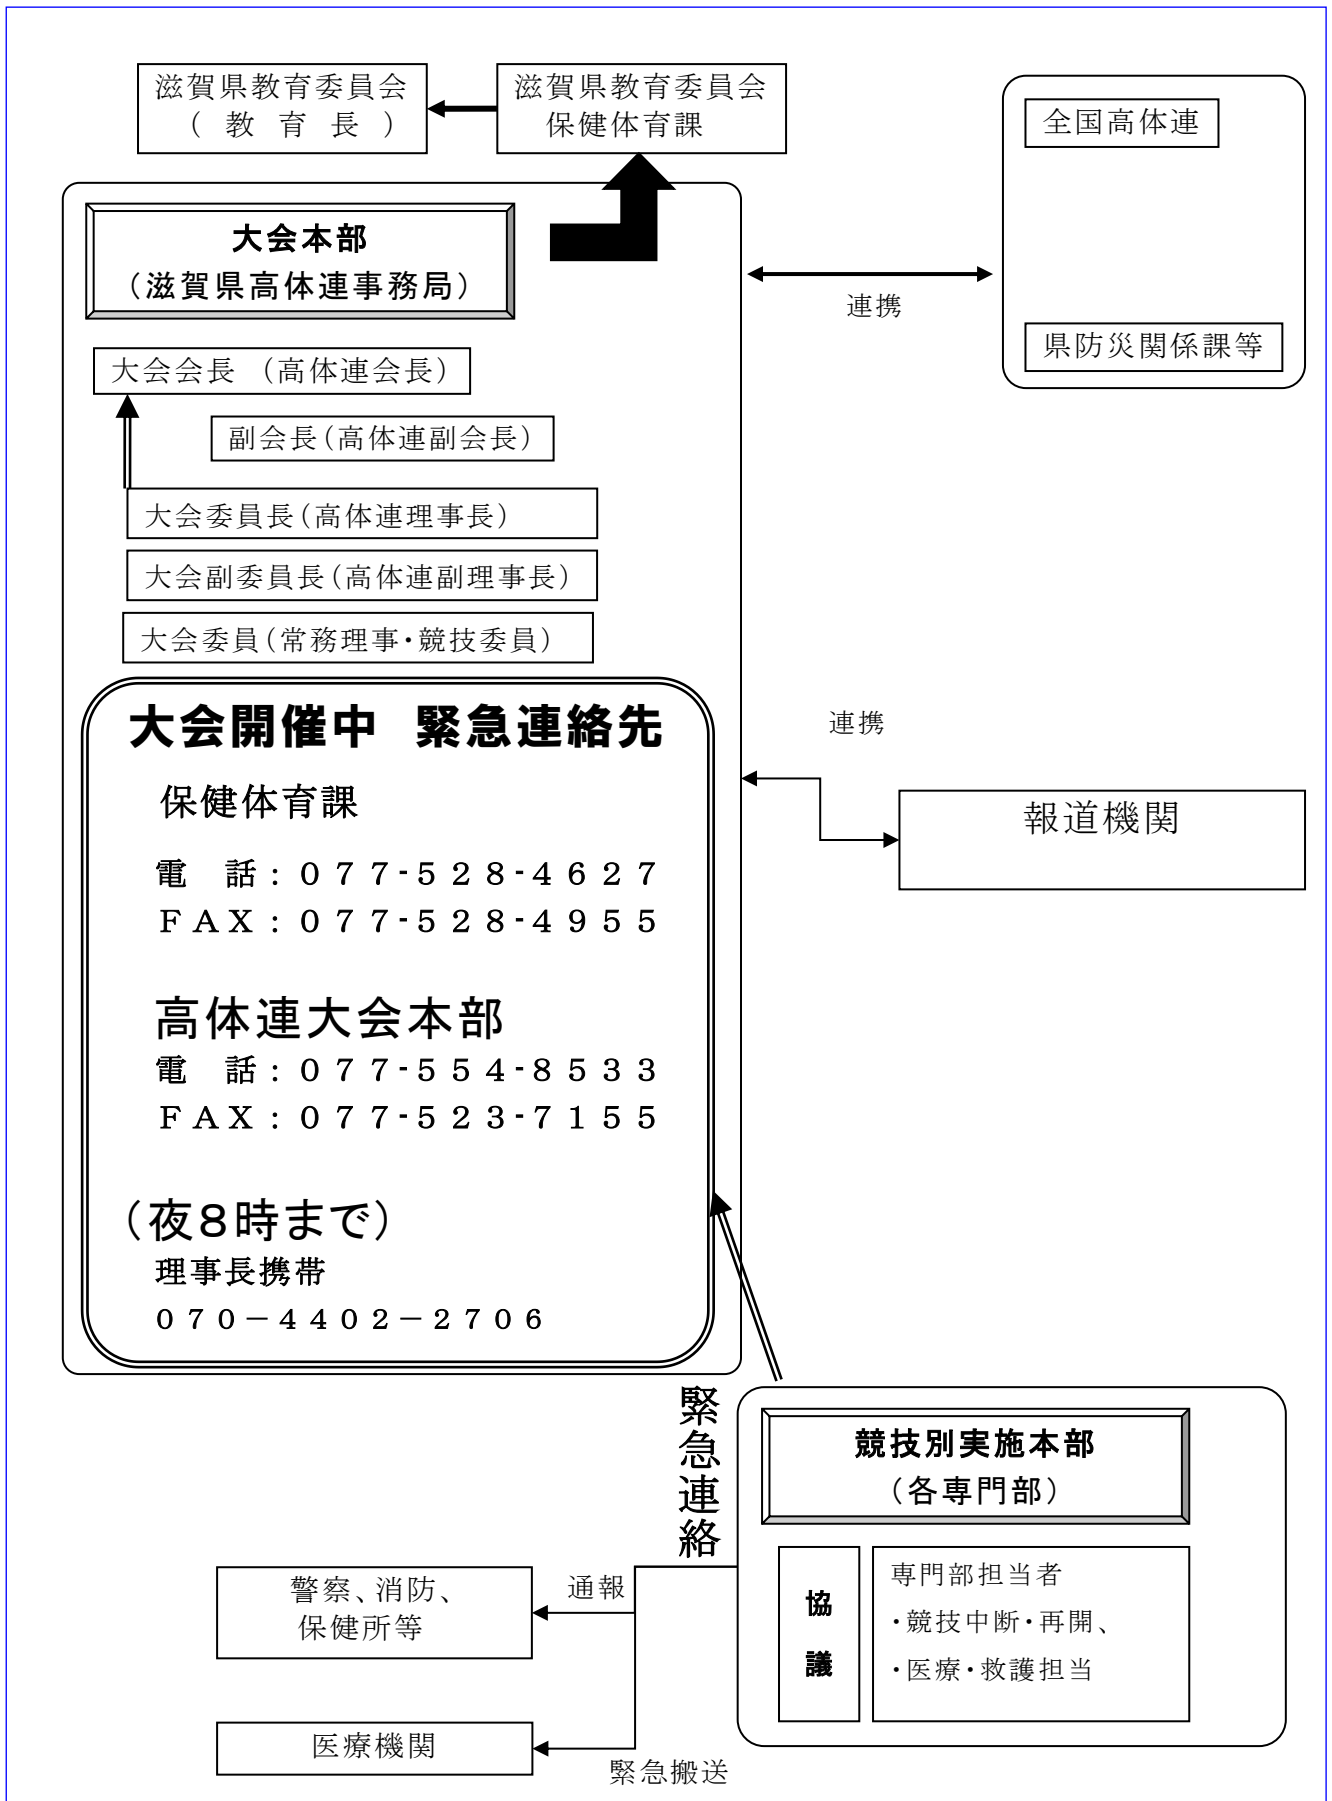 滋賀県教育委員会
（ 教 育 長 ）
滋賀県教育委員会
保健体育課
全国高体連
県防災関係課等
大会本部
（滋賀県高体連事務局）
連携
大会会長 （高体連会長）
副会長（高体連副会長）
大会委員長（高体連理事長）
大会副委員長（高体連副理事長）
大会委員（常務理事・競技委員）
大会開催中 緊急連絡先
保健体育課
電 話：０７７-５２８-４６２７
ＦＡＸ：０７７-５２８-４９５５
高体連大会本部
電 話：０７７-５５４-８５３３
ＦＡＸ：０７７-５２３-７１５５
（夜８時まで）
理事長携帯
０７０－４４０２－２７０６
連携
報道機関
緊急連絡
競技別実施本部
（各専門部）
協議
専門部担当者
・競技中断・再開、
・医療・救護担当
警察、消防、
保健所等
通報
医療機関
緊急搬送